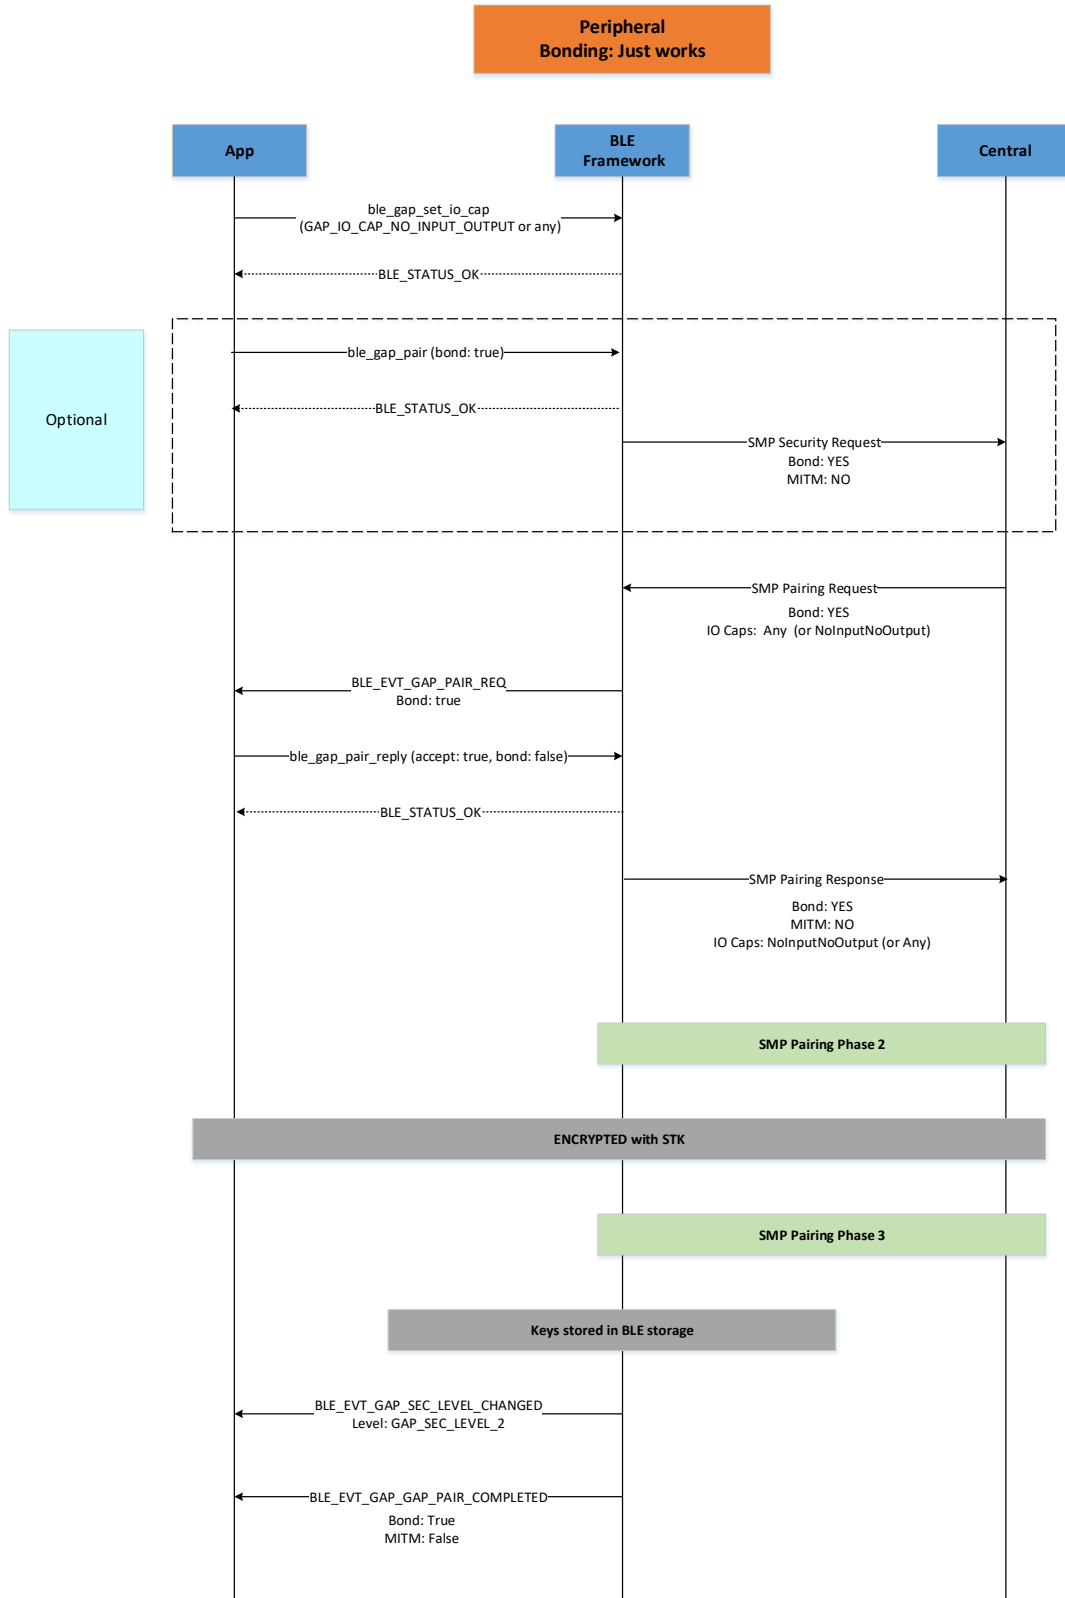 Peripheral
Bonding: Just works
App
BLE
Framework
Central
ble_gap_set_io_cap
(GAP_IO_CAP_NO_INPUT_OUTPUT or any)
BLE_STATUS_OK
Optional
ble_gap_pair (bond: true)
BLE_STATUS_OK
SMP Security Request
Bond: YES
MITM: NO
SMP Pairing Request
Bond: YES
IO Caps:  Any  (or NoInputNoOutput)
BLE_EVT_GAP_PAIR_REQ
Bond: true
ble_gap_pair_reply (accept: true, bond: false)
BLE_STATUS_OK
SMP Pairing Response
Bond: YES
MITM: NO
IO Caps: NoInputNoOutput (or Any)
SMP Pairing Phase 2
ENCRYPTED with STK
SMP Pairing Phase 3
Keys stored in BLE storage
BLE_EVT_GAP_SEC_LEVEL_CHANGED
Level: GAP_SEC_LEVEL_2
BLE_EVT_GAP_GAP_PAIR_COMPLETED
Bond: True
MITM: False